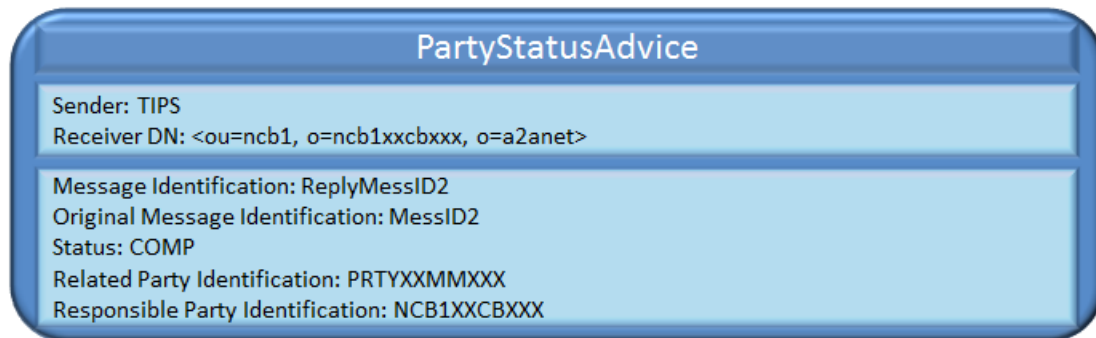 PartyStatusAdvice
Sender: TIPS
Receiver DN: <ou=ncb1, o=ncb1xxcbxxx, o=a2anet>
Message Identification: ReplyMessID2
Original Message Identification: MessID2
Status: COMP
Related Party Identification: PRTYXXMMXXX
Responsible Party Identification: NCB1XXCBXXX